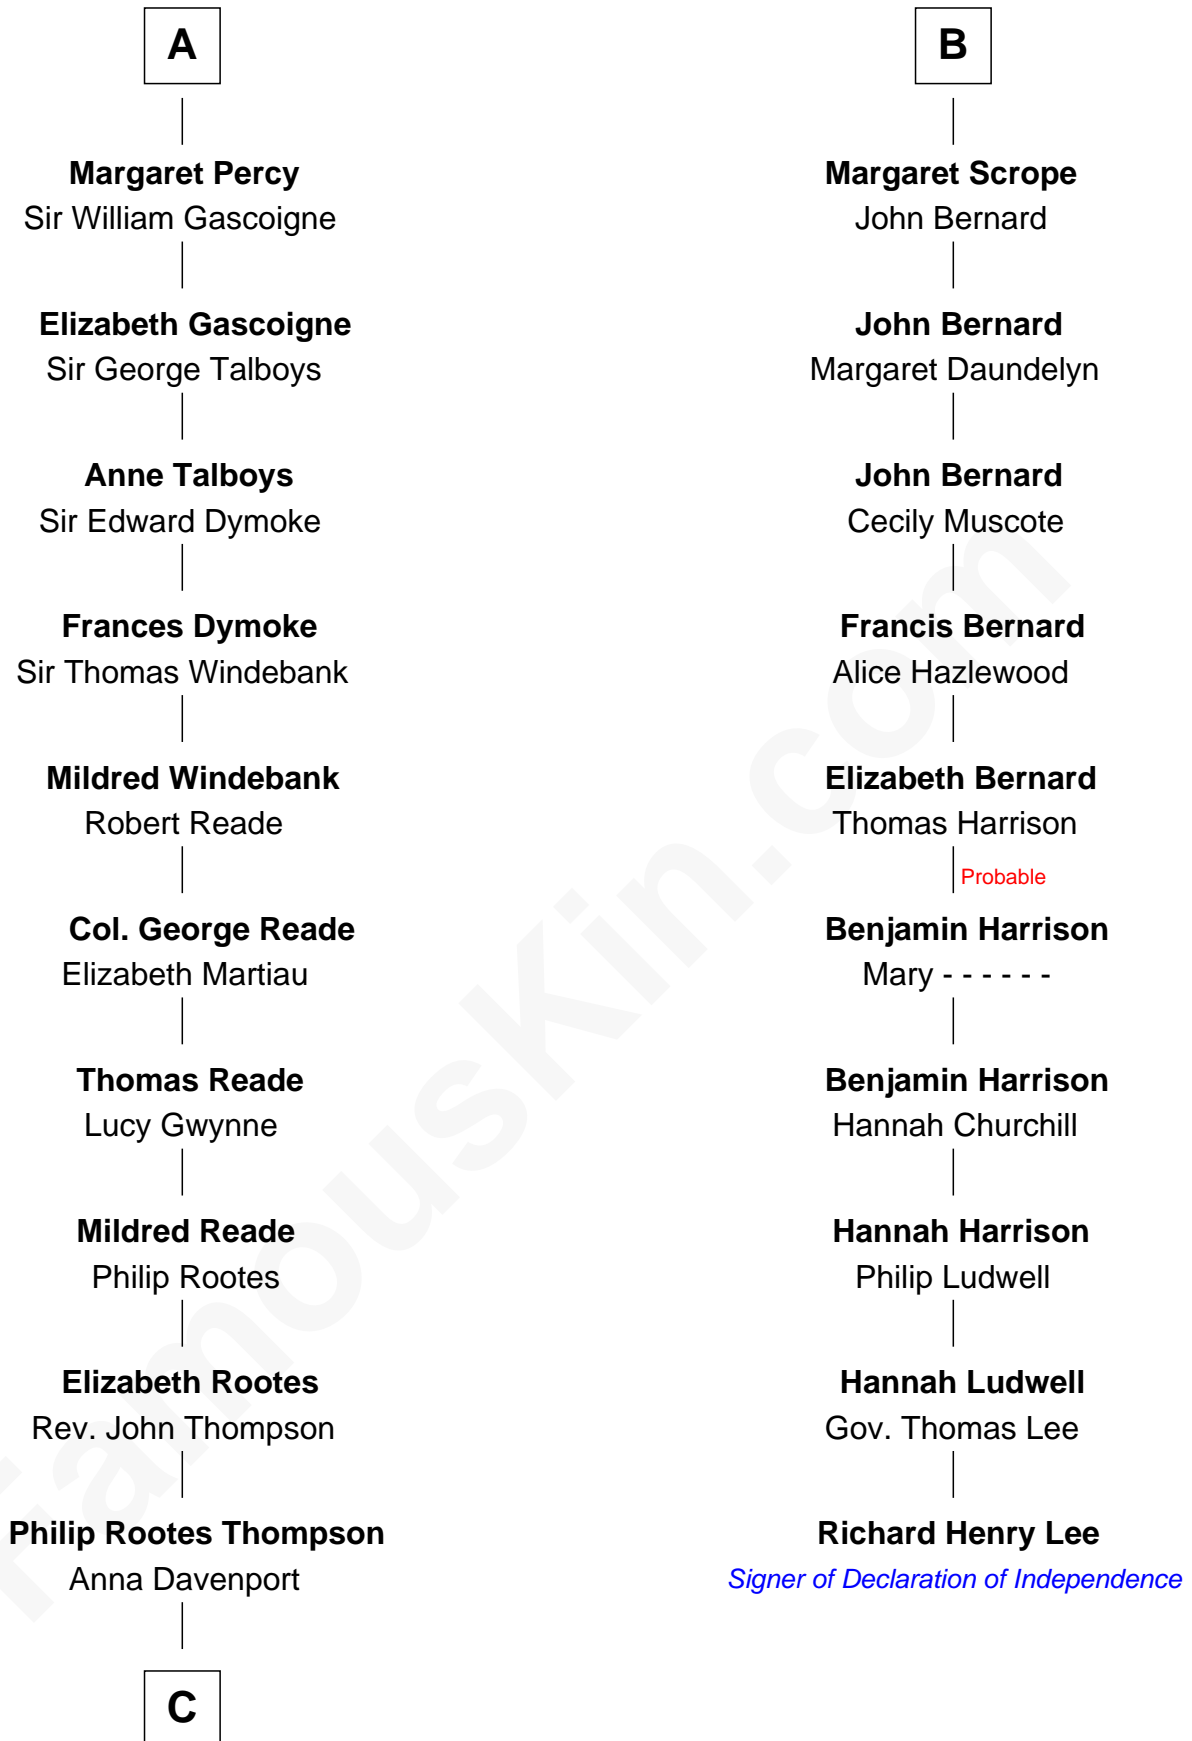 A
Margaret Percy
Sir William Gascoigne
Elizabeth Gascoigne
Sir George Talboys
Anne Talboys
Sir Edward Dymoke
Frances Dymoke
Sir Thomas Windebank
Mildred Windebank
Robert Reade
Col. George Reade
Elizabeth Martiau
Thomas Reade
Lucy Gwynne
Mildred Reade
Philip Rootes
Elizabeth Rootes
Rev. John Thompson
Philip Rootes Thompson
Anna Davenport
C
B
Margaret Scrope
John Bernard
John Bernard
Margaret Daundelyn
John Bernard
Cecily Muscote
Francis Bernard
Alice Hazlewood
Elizabeth Bernard
Thomas Harrison
Probable
Benjamin Harrison
Mary - - - - - -
Benjamin Harrison
Hannah Churchill
Hannah Harrison
Philip Ludwell
Hannah Ludwell
Gov. Thomas Lee
Richard Henry Lee
Signer of Declaration of Independence
FamousKin.com